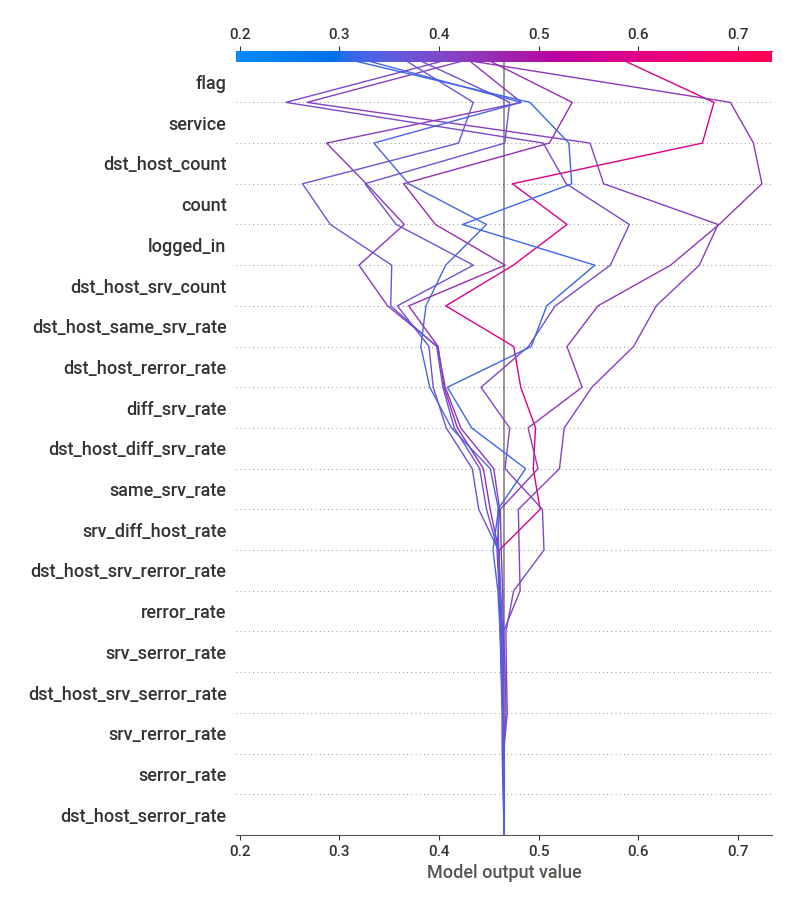 0.2 0.3 0.4 0.5 0.6 0.7
flag
service
dst_host_count
count
logged_in
dst_host_srv_count
dst_host_same_srv_rate
dst_host_rerror_rate
diff_srv_rate
dst_host_diff_srv_rate
same_srv_rate
srv_diff_host_rate
dst_host_srv_rerror_rate
rerror_rate
srv_serror_rate
dst_host_srv_serror_rate
srv_rerror_rate
serror_rate
dst_host_serror_rate
0.2 0.3 0.4 0.5 0.6 0.7
Model output value